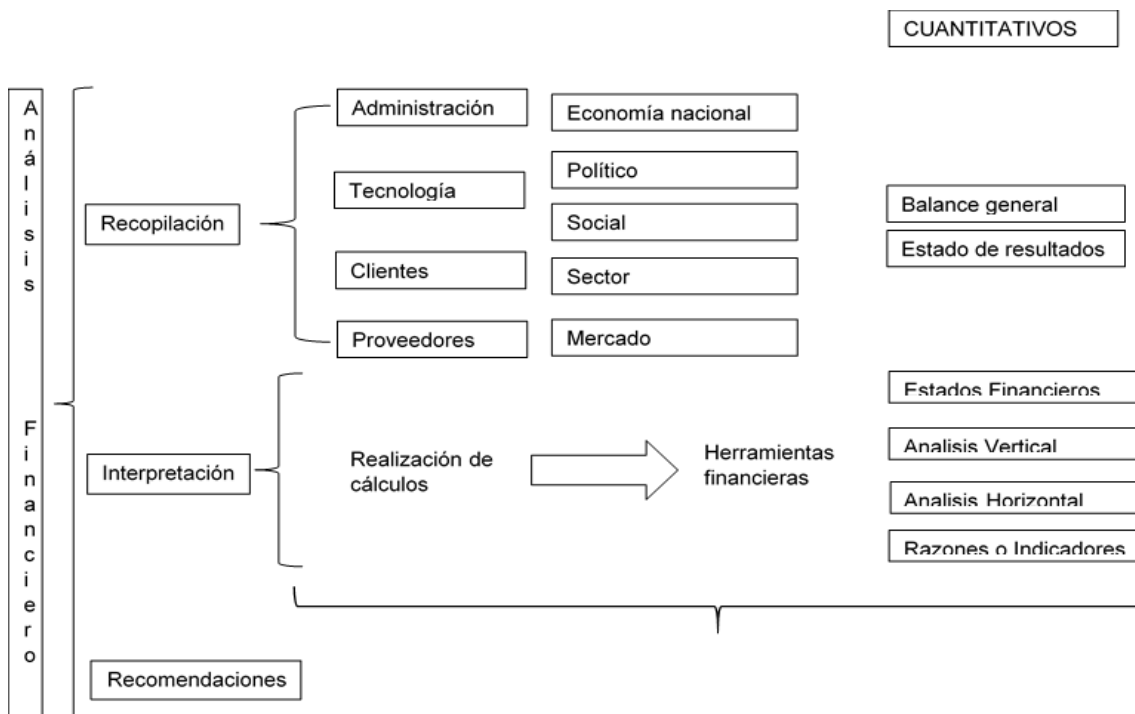 CUANTITATIVOS
Análisis Financiero
Recopilación
Administración
Tecnología
Clientes
Proveedores
Economía nacional
Político
Social
Sector
Mercado
Balance general
Estado de resultados
Interpretación
Realización de
cálculos
Herramientas
financieras
Estados Financieros
Analisis Vertical
Analisis Horizontal
Razones o Indicadores
Recomendaciones